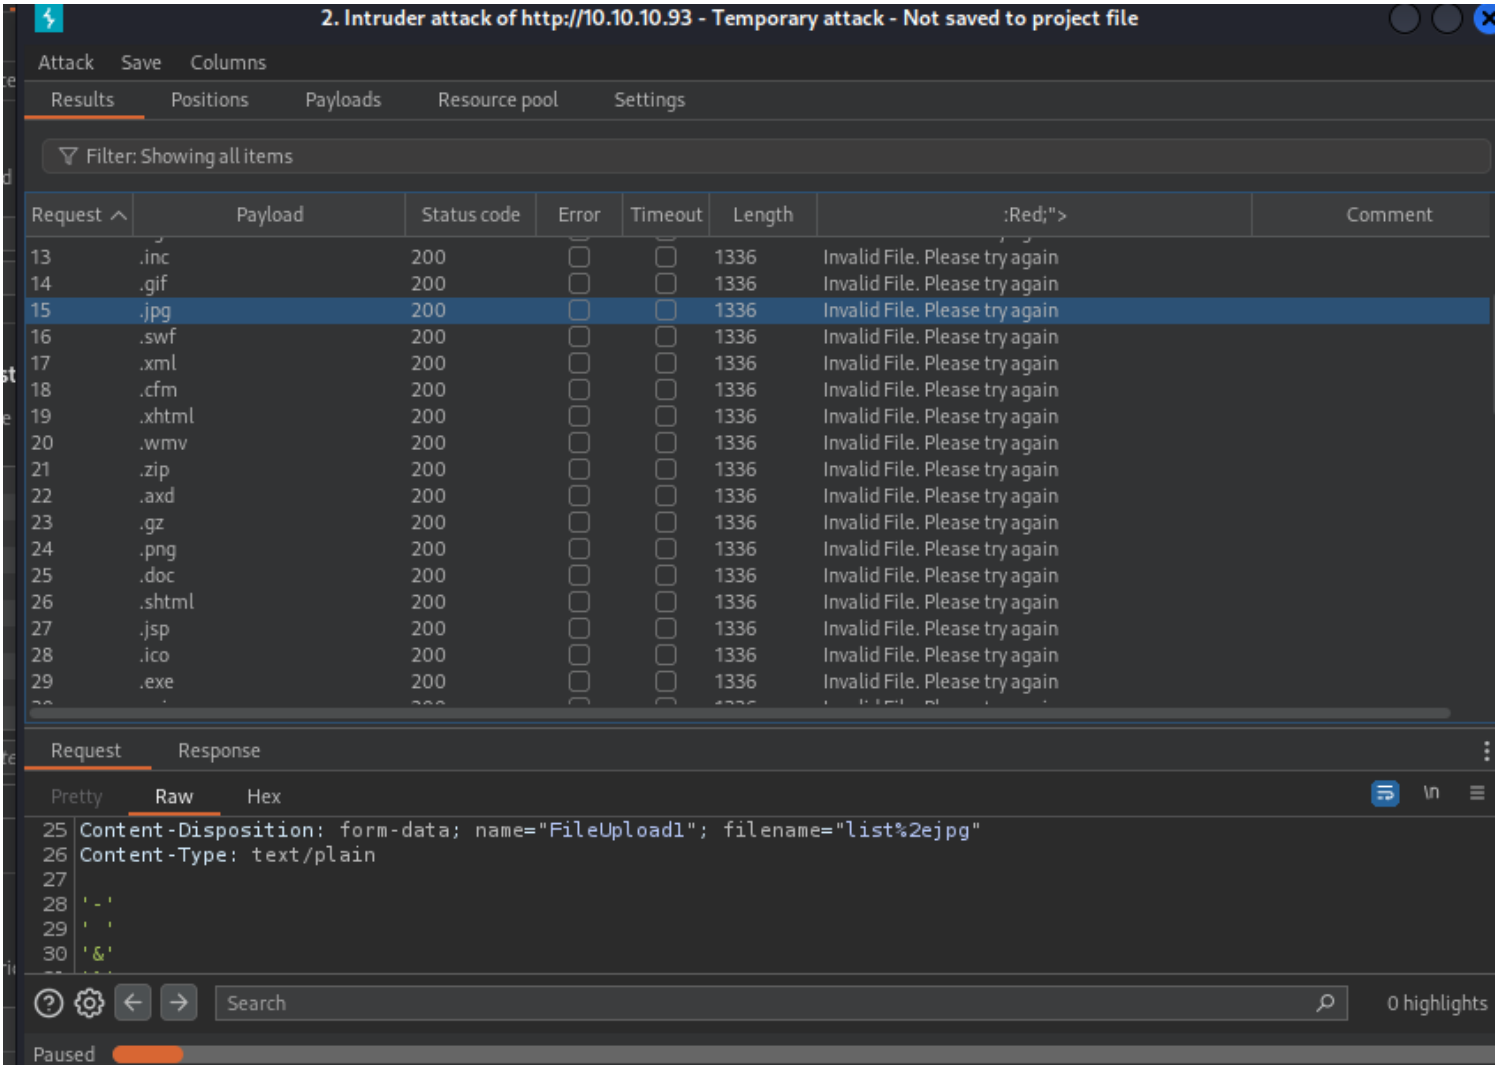 2. Intruder attack of http://10.10.10.93 - Temporary attack - Not saved to project file
Attack Save Columns
Results Positions Payloads Resource pool Settings
Filter: Showing all items
Request Payload Status code Error Timeout Length :Red;"> Comment
13 .inc 200 1336 Invalid File. Please try again
14 .gif 200 1336 Invalid File. Please try again
15 .jpg 200 1336 Invalid File. Please try again
16 .swf 200 1336 Invalid File. Please try again
17 .xml 200 1336 Invalid File. Please try again
18 .cfm 200 1336 Invalid File. Please try again
19 .xhtml 200 1336 Invalid File. Please try again
20 .wmv 200 1336 Invalid File. Please try again
21 .zip 200 1336 Invalid File. Please try again
22 .axd 200 1336 Invalid File. Please try again
23 .gz 200 1336 Invalid File. Please try again
24 .png 200 1336 Invalid File. Please try again
25 .doc 200 1336 Invalid File. Please try again
26 .shtml 200 1336 Invalid File. Please try again
27 .jsp 200 1336 Invalid File. Please try again
28 .ico 200 1336 Invalid File. Please try again
29 .exe 200 1336 Invalid File. Please try again
Request Response
Pretty Raw Hex
\n
25 Content-Disposition: form-data; name="FileUpload1"; filename="list%2ejpg"
26 Content-Type: text/plain
27
28 '-'
29 ' '
30 '&'
Search 0 highlights
Paused